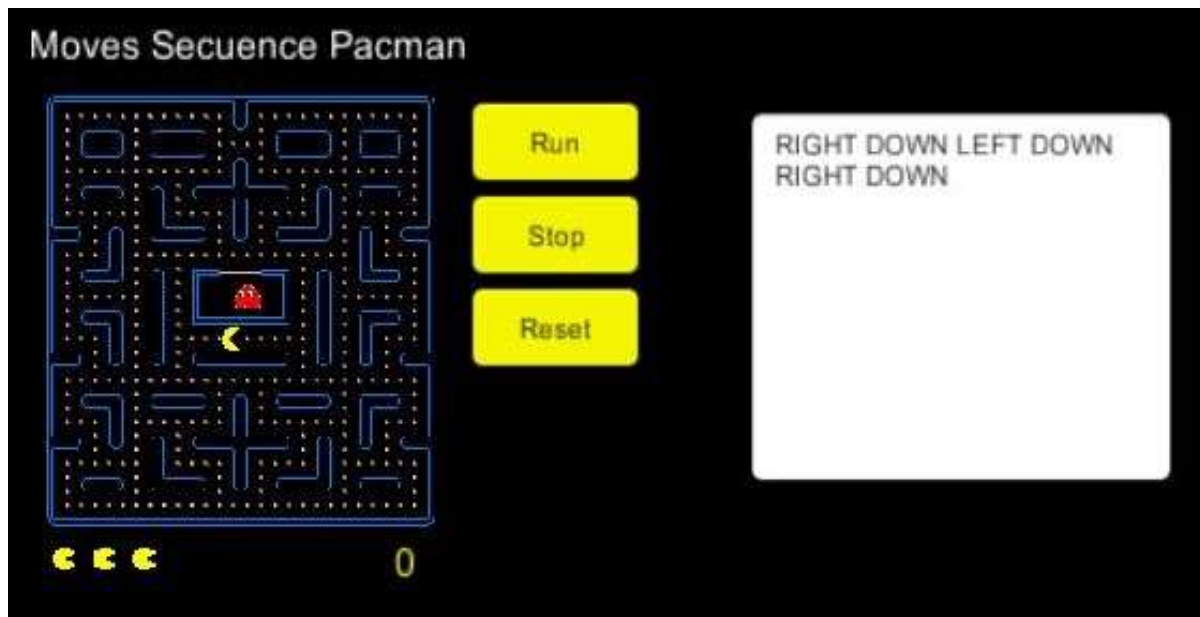 Moves Secuence Pacman
Run
Stop
Reset
RIGHT DOWN LEFT DOWN
RIGHT DOWN
0